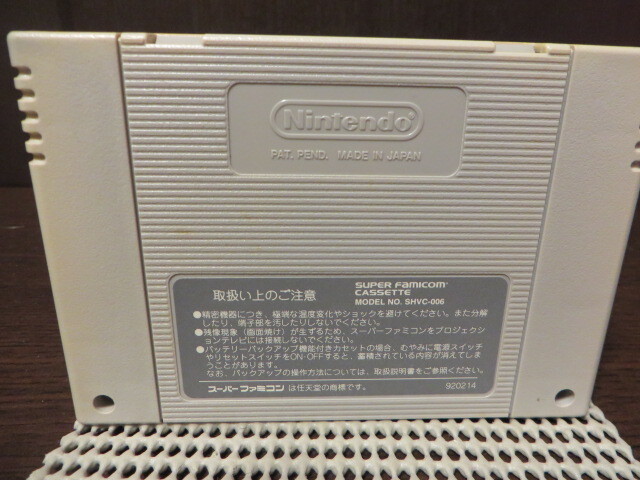 Nintendo®
PAT. PEND. MADE IN JAPAN
取扱い上のご注意
SUPER FAMICOM™
CASSETTE
MODEL NO. SHVC-006
●精密機器につき、極端な温度変化やショックを避けてください。また分解
したり、端子部を汚したりしないでください。
●残像現象（画面焼け）が生ずるため、スーパーファミコンをプロジェクシ
ョンテレビには接続しないでください。
●バッテリーバックアップ機能付きカセットの場合、むやみに電源スイッチ
やリセットスイッチをON-OFFすると、蓄積されている内容が消えてしま
うことがあります。
なお、バックアップの操作方法については、取扱説明書をご参照ください。
スーパーファミコンは任天堂の商標です。
920214